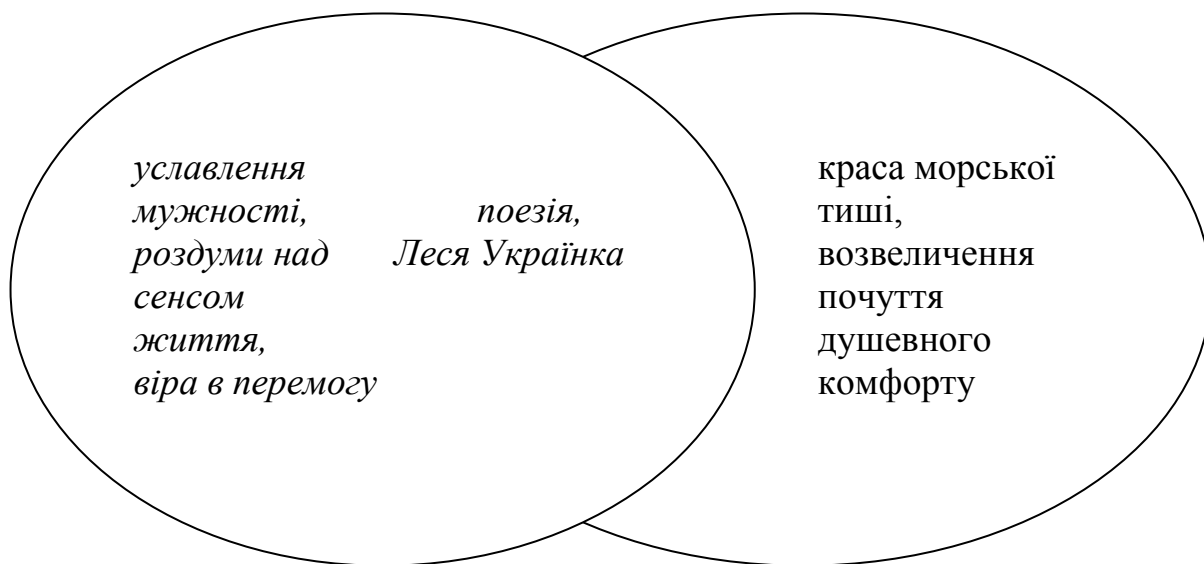 уславлення
мужності,
роздуми над
сенсом
життя,
віра в перемогу
поезія,
Леся Українка
краса морської
тиші,
возвеличення
почуття
душевного
комфорту